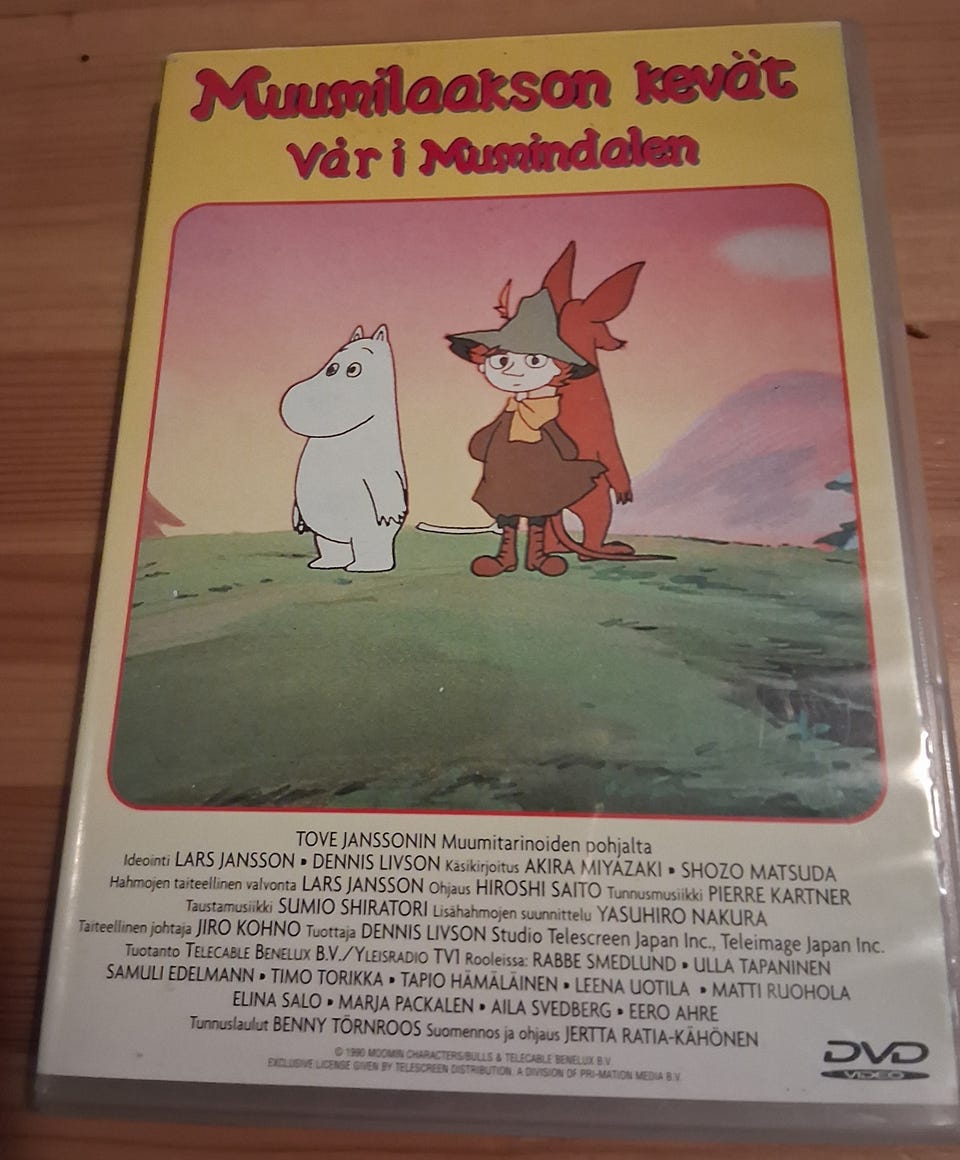 Muumilaakson kevät
Vår i Mumindalen
TOVE JANSSONIN Muumitarinoiden pohjalta
Ideointi LARS JANSSON • DENNIS LIVSON Käsikirjoitus AKIRA MIYAZAKI • SHOZO MATSUDA
Hahmojen taiteellinen valvonta LARS JANSSON Ohjaus HIROSHI SAITO Tunnusmusiikki PIERRE KARTNER
Taustamusiikki SUMIO SHIRATORI Lisähahmojen suunnittelu YASUHIRO NAKURA
Taiteellinen johtaja JIRO KOHNO Tuottaja DENNIS LIVSON Studio Telescreen Japan Inc., Teleimage Japan Inc.
Tuotanto TELECABLE BENELUX B.V./YLEISRADIO TV1 Rooleissa: RABBE SMEDLUND • ULLA TAPANINEN
SAMULI EDELMANN • TIMO TORIKKA • TAPIO HÄMÄLÄINEN • LEENA UOTILA • MATTI RUOHOLA
ELINA SALO • MARJA PACKALEN • AILA SVEDBERG • EERO AHRE
Tunnuslaulut BENNY TÖRNROOS Suomennos ja ohjaus JERTTA RATIA-KÄHÖNEN
© 1990 MOOMIN CHARACTERS/BULLS & TELECABLE BENELUX B.V.
EXCLUSIVE LICENSE GIVEN BY TELESCREEN DISTRIBUTION, A DIVISION OF PRI-MATION MEDIA B.V.
DVD
VIDEO